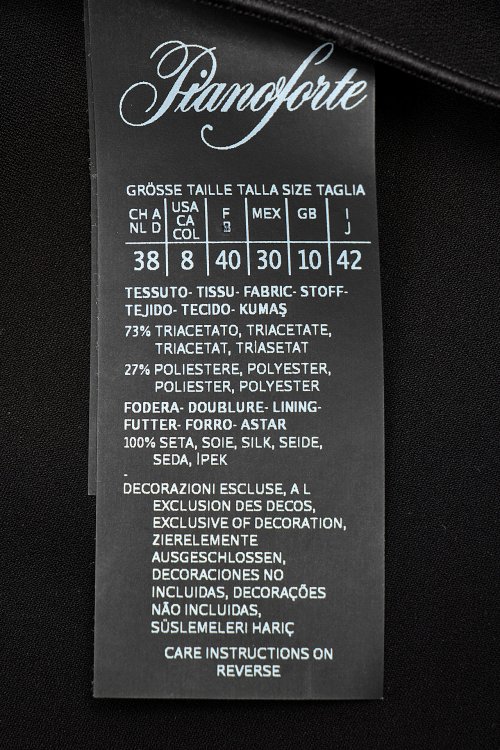 Pianoforte
GRÖSSE TAILLE TALLA SIZE TAGLIA
CH A USA F MEX GB I
NL D CA J
COL
38 8 40 30 10 42
TESSUTO- TISSU- FABRIC- STOFF-
TEJIDO- TECIDO- KUMAŞ
73% TRIACETATO, TRIACETATE,
TRIACETAT, TRİASETAT
27% POLIESTERE, POLYESTER,
POLIESTER, POLYESTER
FODERA- DOUBLURE- LINING-
FUTTER- FORRO- ASTAR
100% SETA, SOIE, SILK, SEIDE,
SEDA, İPEK
-
DECORAZIONI ESCLUSE, A L
EXCLUSION DES DECOS,
EXCLUSIVE OF DECORATION,
ZIERELEMENTE
AUSGESCHLOSSEN,
DECORACIONES NO
INCLUIDAS, DECORAÇÕES
NÃO INCLUIDAS,
SÜSLEMELERI HARIÇ
CARE INSTRUCTIONS ON
REVERSE